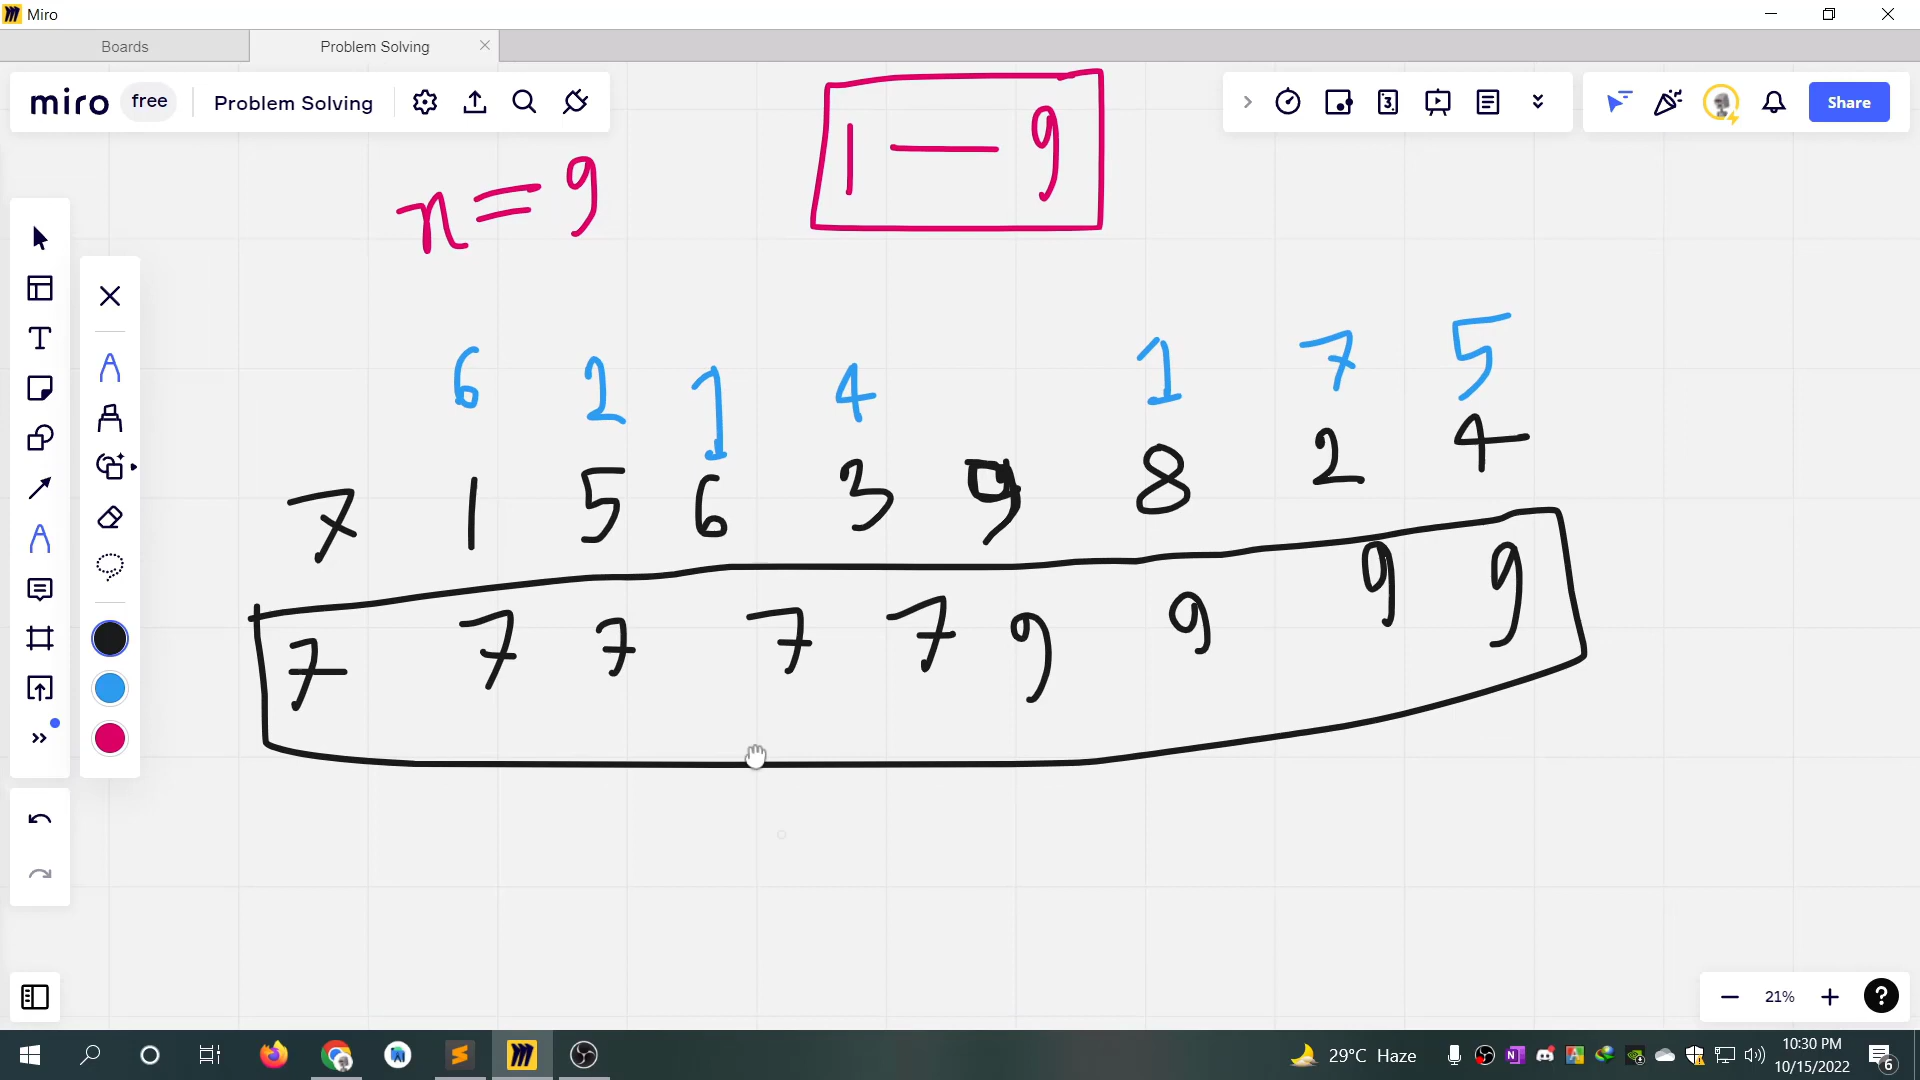 Miro
Boards
Problem Solving
miro free Problem Solving
Share
1 — 9
n = 9
6 2 1 4 1 7 5
7 1 5 6 3 9 8 2 4
7 7 7 7 7 9 9 9 9
21%
29°C Haze
10:30 PM
10/15/2022
6